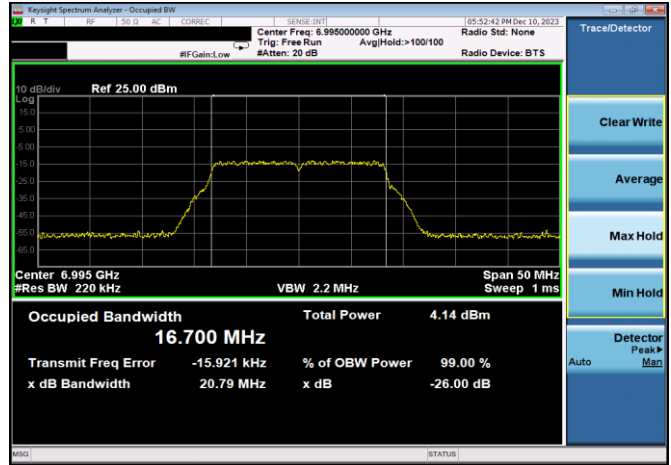 Keysight Spectrum Analyzer - Occupied BW
R T RF 50 Ω AC CORREC SENSE:INT 05:52:42 PM Dec 10, 2023
Center Freq: 6.995000000 GHz Radio Std: None
Trig: Free Run Avg|Hold:>100/100
#IFGain:Low #Atten: 20 dB Radio Device: BTS
Trace/Detector
10 dB/div Ref 25.00 dBm
Log
15.0
5.00
-5.00
-15.0
-25.0
-35.0
-45.0
-55.0
-65.0
Center 6.995 GHz Span 50 MHz
#Res BW 220 kHz VBW 2.2 MHz Sweep 1 ms
Occupied Bandwidth Total Power 4.14 dBm
16.700 MHz
Transmit Freq Error -15.921 kHz % of OBW Power 99.00 %
x dB Bandwidth 20.79 MHz x dB -26.00 dB
Clear Write
Average
Max Hold
Min Hold
Detector
Peak▶
Auto Man
MSG STATUS